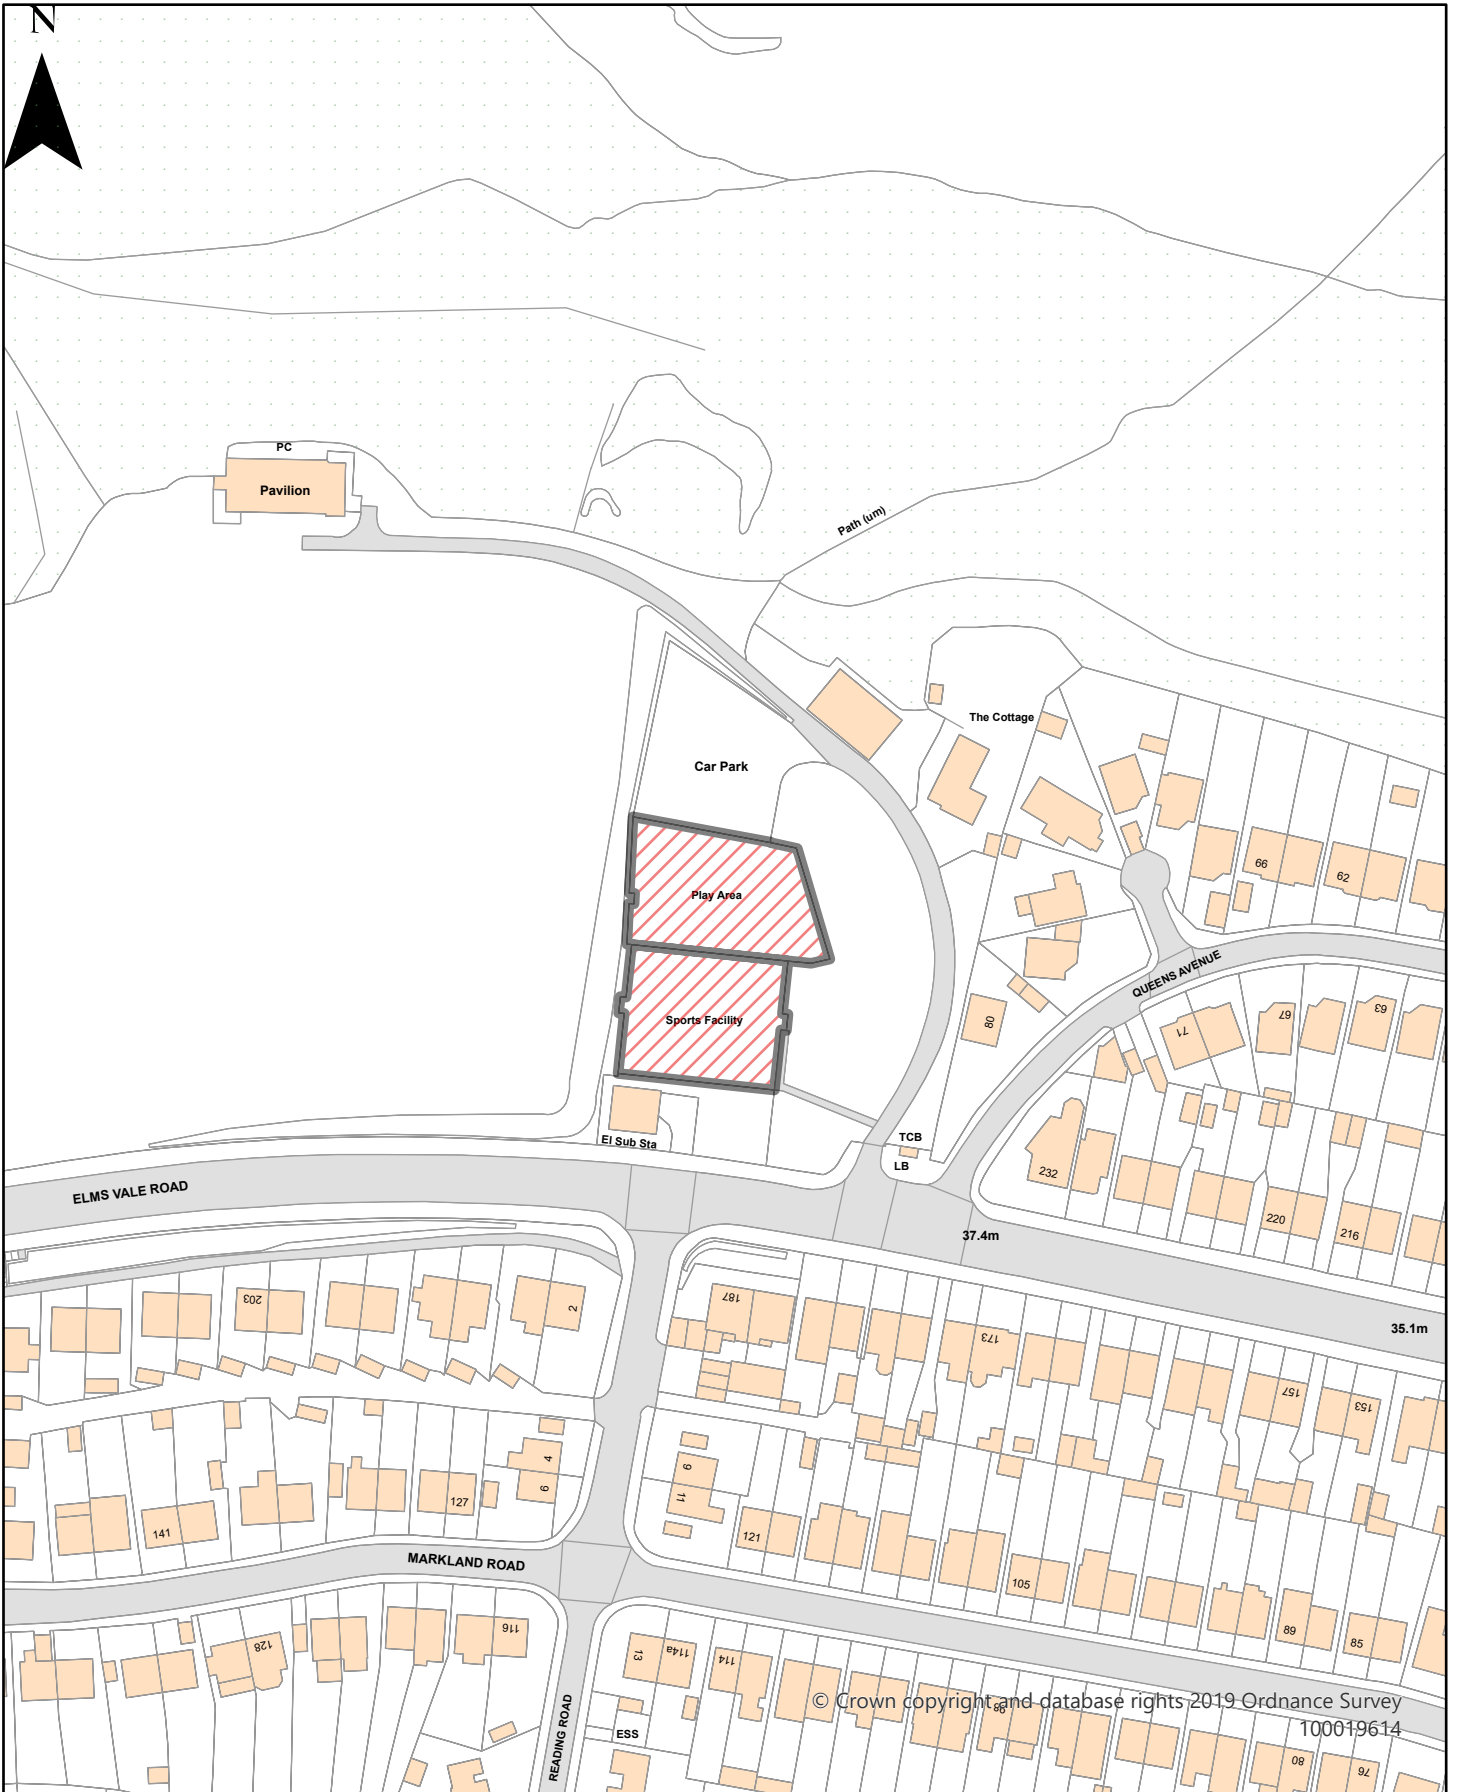 N
PC
Pavilion
Path (um)
The Cottage
Car Park
66
62
Play Area
QUEENS AVENUE
80
71
67
63
Sports Facility
TCB
El Sub Sta
LB
232
ELMS VALE ROAD
220
216
37.4m
203
2
187
35.1m
173
157
153
4
6
127
141
9
11
121
MARKLAND ROAD
105
89
85
128
116
13
114a
114
© Crown copyright and database rights 2019 Ordnance Survey
100019614
98
READING ROAD
ESS
80
76